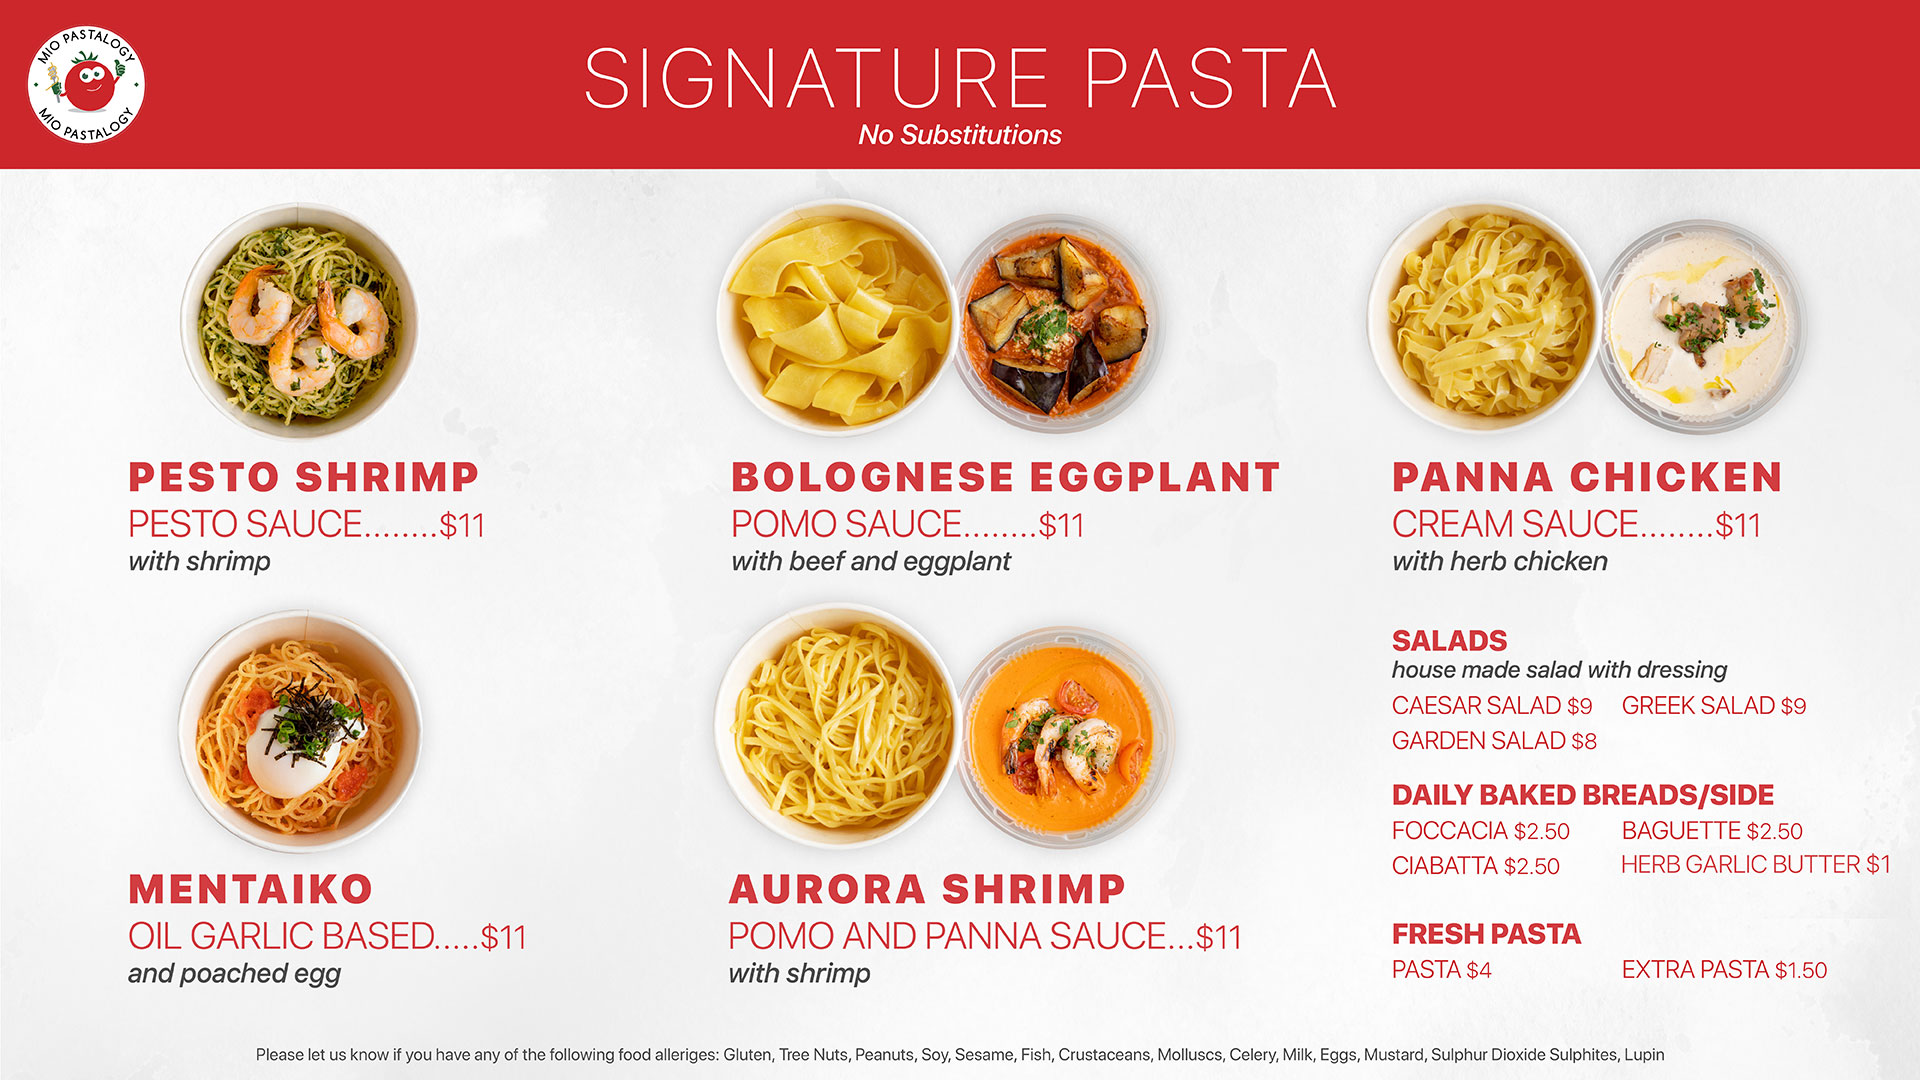 MIO PASTALOGY
MIO PASTALOGY
SIGNATURE PASTA
No Substitutions
PESTO SHRIMP
PESTO SAUCE........$11
with shrimp
BOLOGNESE EGGPLANT
POMO SAUCE........$11
with beef and eggplant
PANNA CHICKEN
CREAM SAUCE........$11
with herb chicken
MENTAIKO
OIL GARLIC BASED.....$11
and poached egg
AURORA SHRIMP
POMO AND PANNA SAUCE...$11
with shrimp
SALADS
house made salad with dressing
CAESAR SALAD $9 GREEK SALAD $9
GARDEN SALAD $8
DAILY BAKED BREADS/SIDE
FOCCACIA $2.50 BAGUETTE $2.50
CIABATTA $2.50 HERB GARLIC BUTTER $1
FRESH PASTA
PASTA $4 EXTRA PASTA $1.50
Please let us know if you have any of the following food alleriges: Gluten, Tree Nuts, Peanuts, Soy, Sesame, Fish, Crustaceans, Molluscs, Celery, Milk, Eggs, Mustard, Sulphur Dioxide Sulphites, Lupin